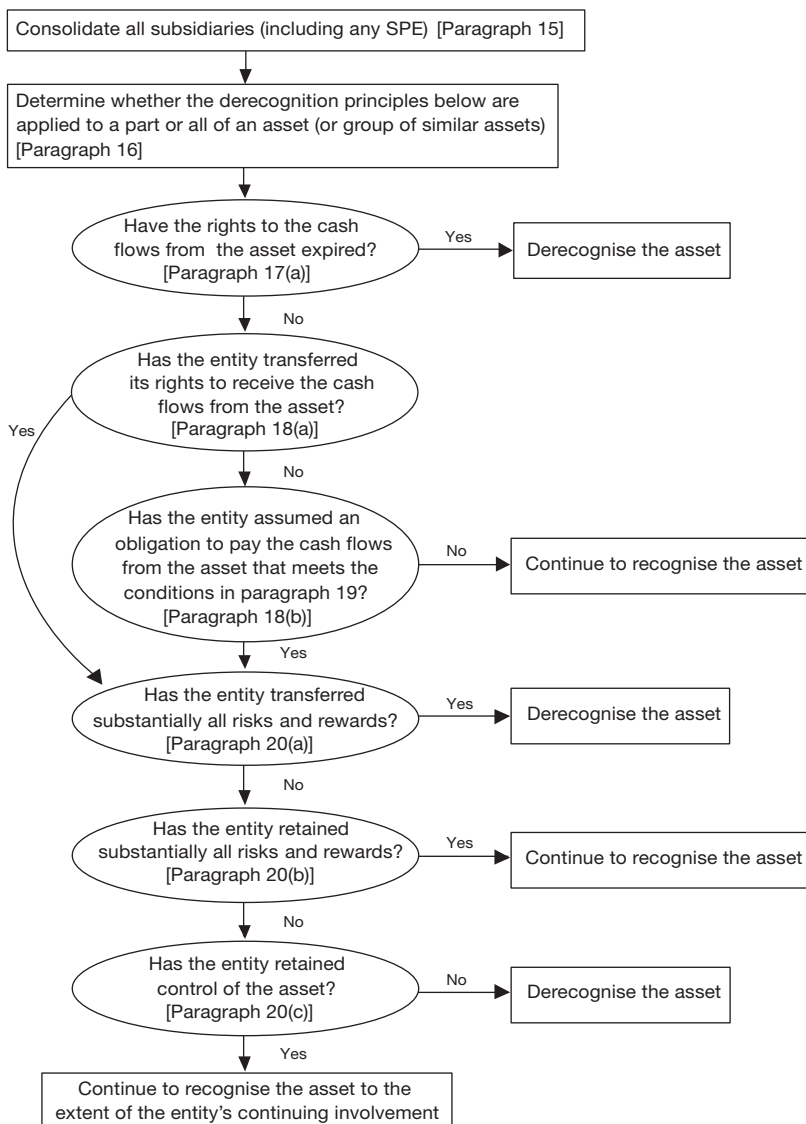 Consolidate all subsidiaries (including any SPE) [Paragraph 15]
Determine whether the derecognition principles below are
applied to a part or all of an asset (or group of similar assets)
[Paragraph 16]
Have the rights to the cash
flows from the asset expired?
[Paragraph 17(a)]
Yes
Derecognise the asset
No
Has the entity transferred
its rights to receive the cash
flows from the asset?
[Paragraph 18(a)]
Yes
No
Has the entity assumed an
obligation to pay the cash flows
from the asset that meets the
conditions in paragraph 19?
[Paragraph 18(b)]
No
Continue to recognise the asset
Yes
Has the entity transferred
substantially all risks and rewards?
[Paragraph 20(a)]
Yes
Derecognise the asset
No
Has the entity retained
substantially all risks and rewards?
[Paragraph 20(b)]
Yes
Continue to recognise the asset
No
Has the entity retained
control of the asset?
[Paragraph 20(c)]
No
Derecognise the asset
Yes
Continue to recognise the asset to the
extent of the entity's continuing involvement